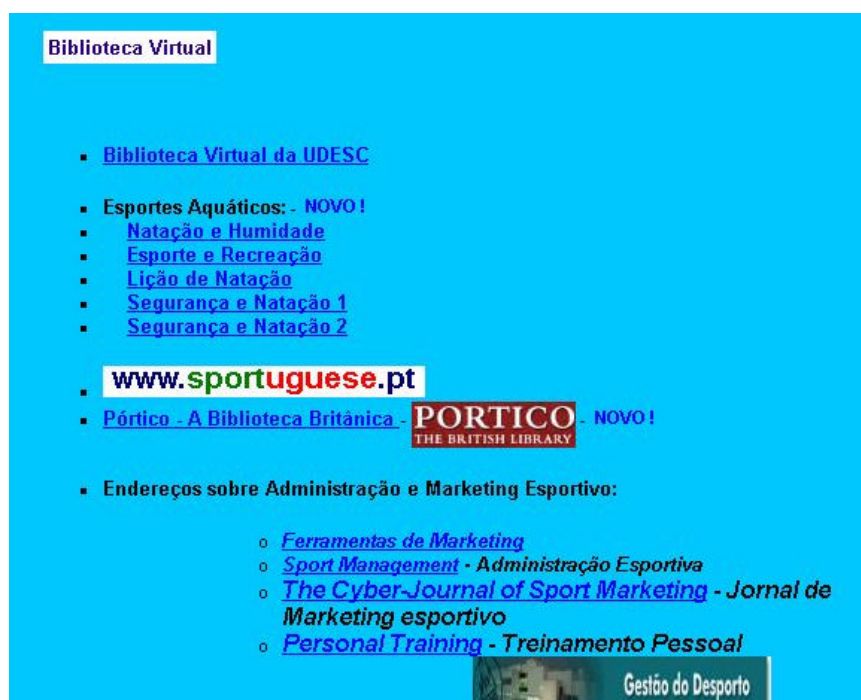 Biblioteca Virtual
Biblioteca Virtual da UDESC
Esportes Aquáticos: - NOVO !
Natação e Humidade
Esporte e Recreação
Lição de Natação
Segurança e Natação 1
Segurança e Natação 2
www.sportuguese.pt
Pórtico - A Biblioteca Britânica - PORTICO - NOVO !
THE BRITISH LIBRARY
Endereços sobre Administração e Marketing Esportivo:
Ferramentas de Marketing
Sport Management - Administração Esportiva
The Cyber-Journal of Sport Marketing - Jornal de
Marketing esportivo
Personal Training - Treinamento Pessoal
Gestão do Desporto